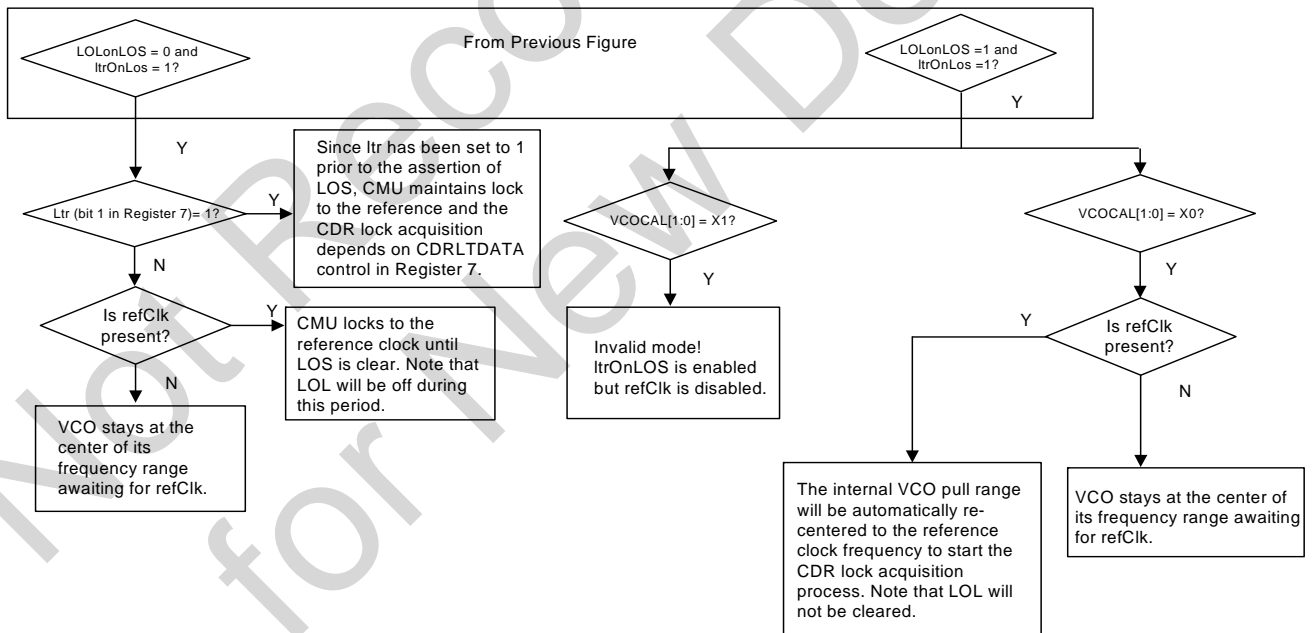 LOLonLOS = 0 and
ltrOnLos = 1?
From Previous Figure
LOLonLOS =1 and
ltrOnLos =1?
Y
Y
Ltr (bit 1 in Register 7)= 1?
Y
Since ltr has been set to 1
prior to the assertion of
LOS, CMU maintains lock
to the reference and the
CDR lock acquisition
depends on CDRLTDATA
control in Register 7.
N
Is refClk
present?
Y
CMU locks to the
reference clock until
LOS is clear. Note that
LOL will be off during
this period.
N
VCO stays at the
center of its
frequency range
awaiting for refClk.
VCOCAL[1:0] = X1?
Y
Invalid mode!
ltrOnLOS is enabled
but refClk is disabled.
VCOCAL[1:0] = X0?
Y
Is refClk
present?
Y
N
The internal VCO pull range
will be automatically re-
centered to the reference
clock frequency to start the
CDR lock acquisition
process. Note that LOL will
not be cleared.
VCO stays at the center of
its frequency range awaiting
for refClk.
Not Reco
for New De